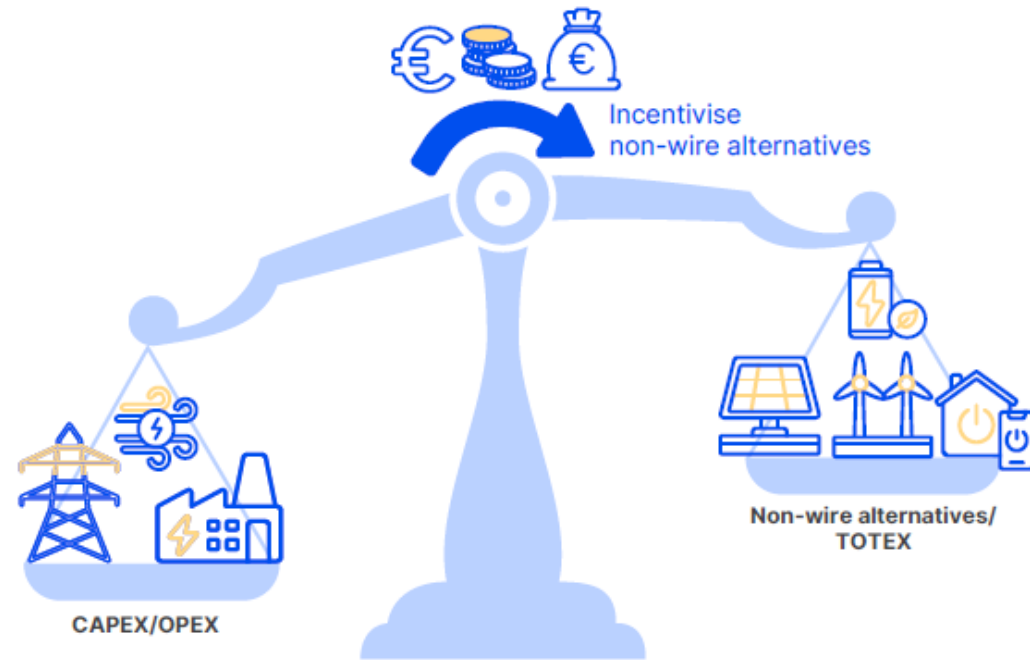 €
€
Incentivise
non-wire alternatives
Non-wire alternatives/
TOTEX
CAPEX/OPEX